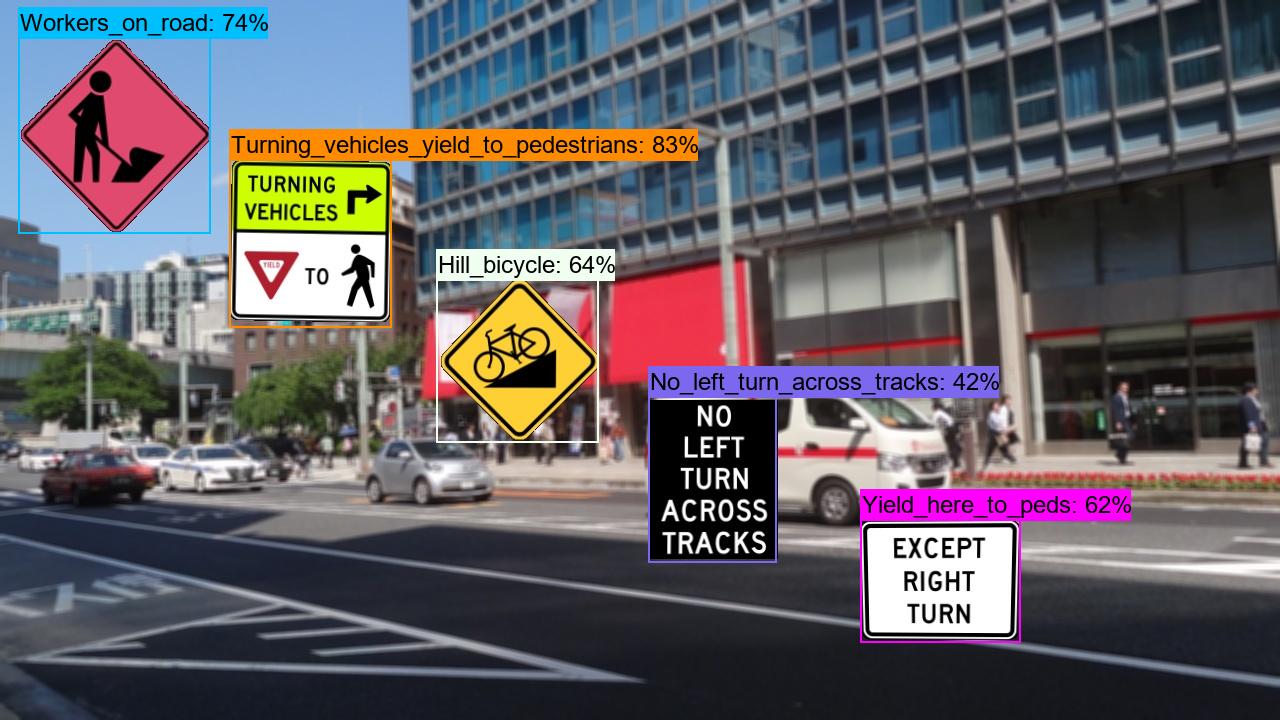 Workers_on_road: 74%
Turning_vehicles_yield_to_pedestrians: 83%
TURNING
VEHICLES
YIELD
TO
Hill_bicycle: 64%
No_left_turn_across_tracks: 42%
NO
LEFT
TURN
ACROSS
TRACKS
Yield_here_to_peds: 62%
EXCEPT
RIGHT
TURN